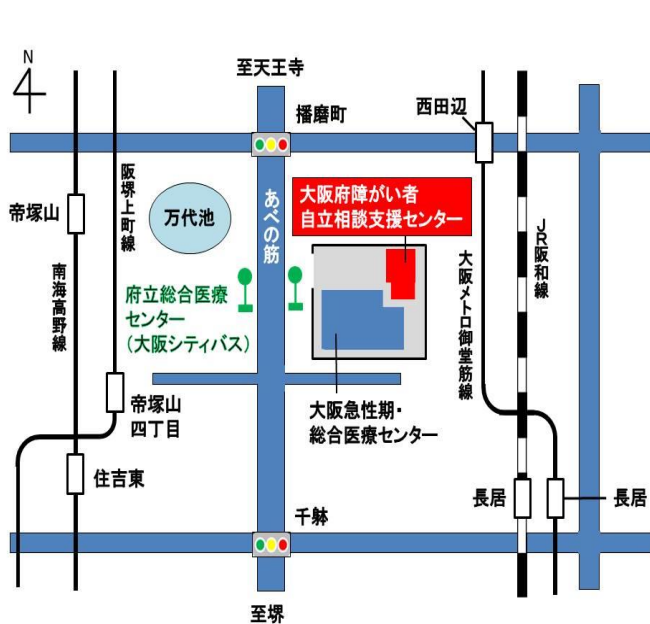 N
至天王寺
播磨町
西田辺
帝塚山
阪堺上町線
万代池
あべの筋
大阪府障がい者
自立相談支援センター
JR阪和線
南海高野線
府立総合医療
センター
(大阪シティバス)
大阪メトロ御堂筋線
帝塚山
四丁目
大阪急性期・
総合医療センター
住吉東
長居
長居
千躰
至堺